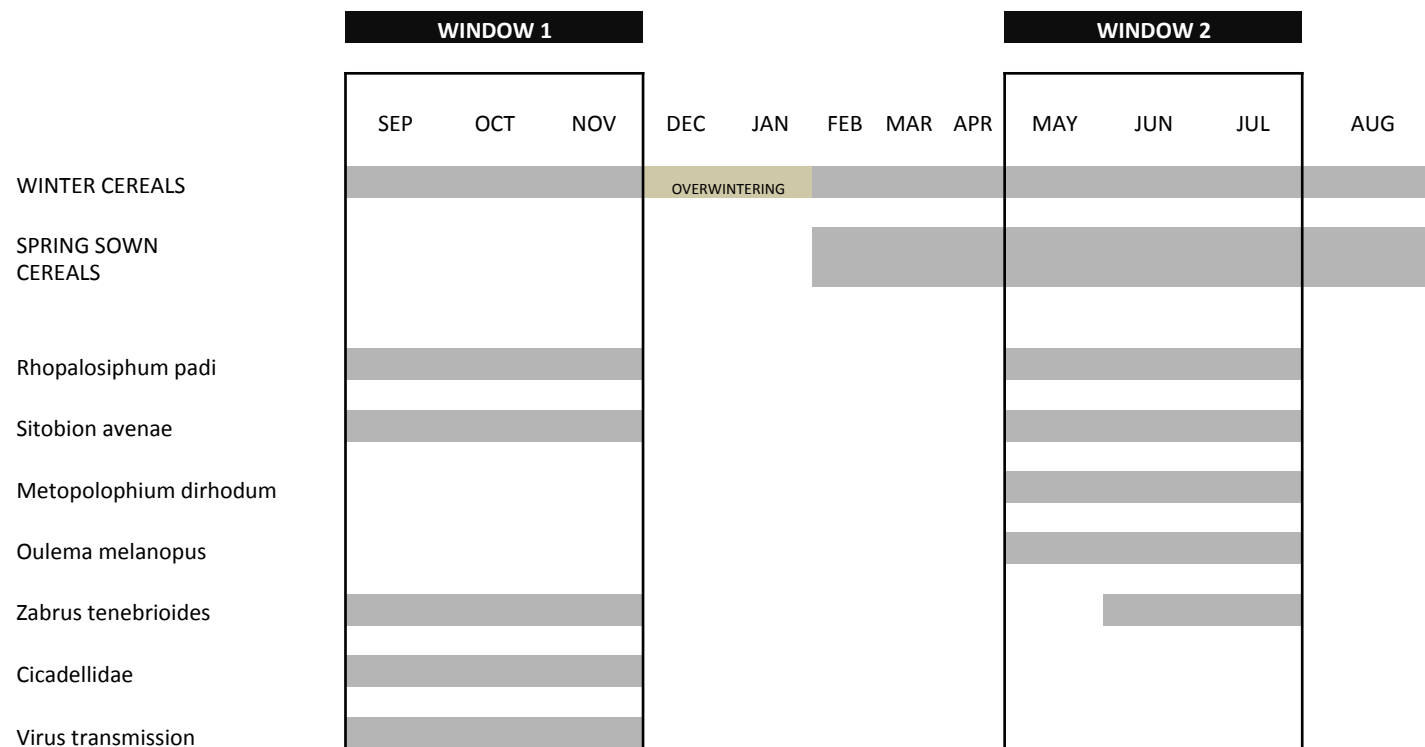 WINDOW 1 WINDOW 2
SEP OCT NOV DEC JAN FEB MAR APR MAY JUN JUL AUG
WINTER CEREALS OVERWINTERING
SPRING SOWN
CEREALS
Rhopalosiphum padi
Sitobion avenae
Metopolophium dirhodum
Oulema melanopus
Zabrus tenebrioides
Cicadellidae
Virus transmission